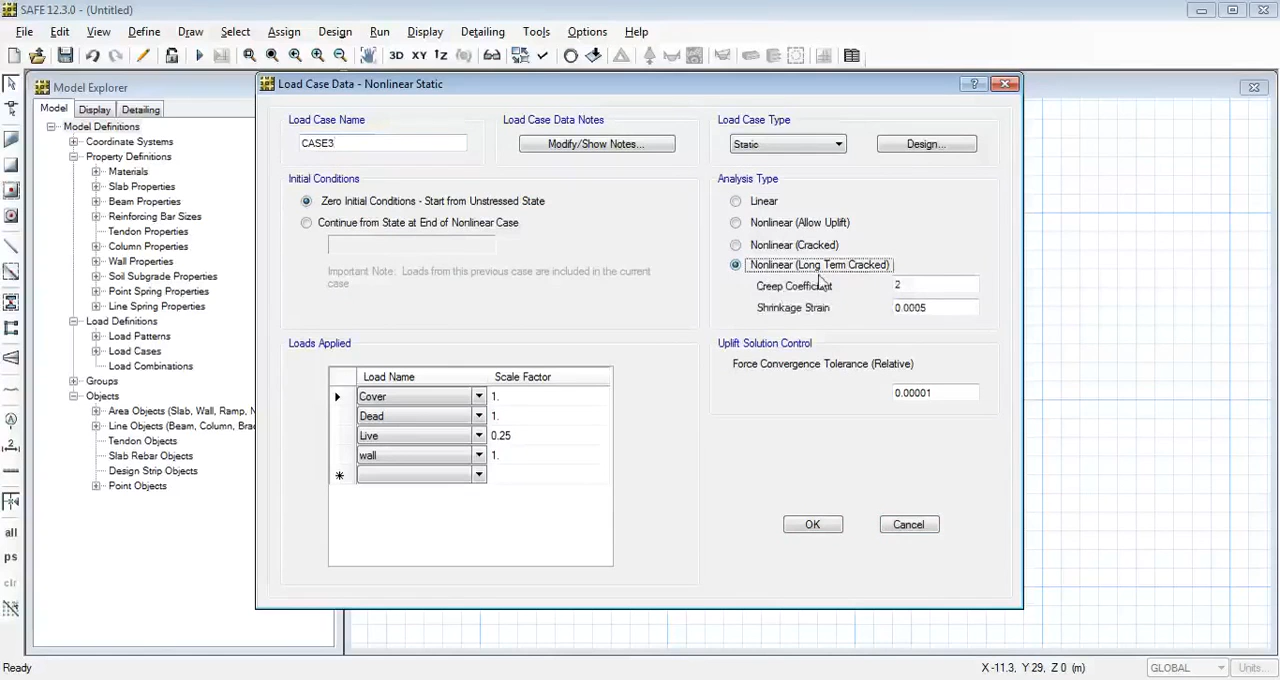 SAFE 12.3.0 - (Untitled)
File Edit View Define Draw Select Assign Design Run Display Detailing Tools Options Help
3D XY
Model Explorer
Model Display Detailing
Model Definitions
Coordinate Systems
Property Definitions
Materials
Slab Properties
Beam Properties
Reinforcing Bar Sizes
Tendon Properties
Column Properties
Wall Properties
Soil Subgrade Properties
Point Spring Properties
Line Spring Properties
Load Definitions
Load Patterns
Load Cases
Load Combinations
Groups
Objects
Area Objects (Slab, Wall, Ramp, N
Line Objects (Beam, Column, Brac
Tendon Objects
Slab Rebar Objects
Design Strip Objects
Point Objects
all
ps
clr
Load Case Data - Nonlinear Static
Load Case Name
CASE3
Load Case Data Notes
Modify/Show Notes...
Load Case Type
Static
Design...
Initial Conditions
Zero Initial Conditions - Start from Unstressed State
Continue from State at End of Nonlinear Case
Important Note: Loads from this previous case are included in the current
case
Analysis Type
Linear
Nonlinear (Allow Uplift)
Nonlinear (Cracked)
Nonlinear (Long Term Cracked)
Creep Coefficient 2
Shrinkage Strain 0.0005
Loads Applied
Load Name Scale Factor
Cover 1.
Dead 1.
Live 0.25
wall 1.
Uplift Solution Control
Force Convergence Tolerance (Relative)
0.00001
OK Cancel
Ready
X -11.3, Y 29, Z 0 (m)
GLOBAL
Units...